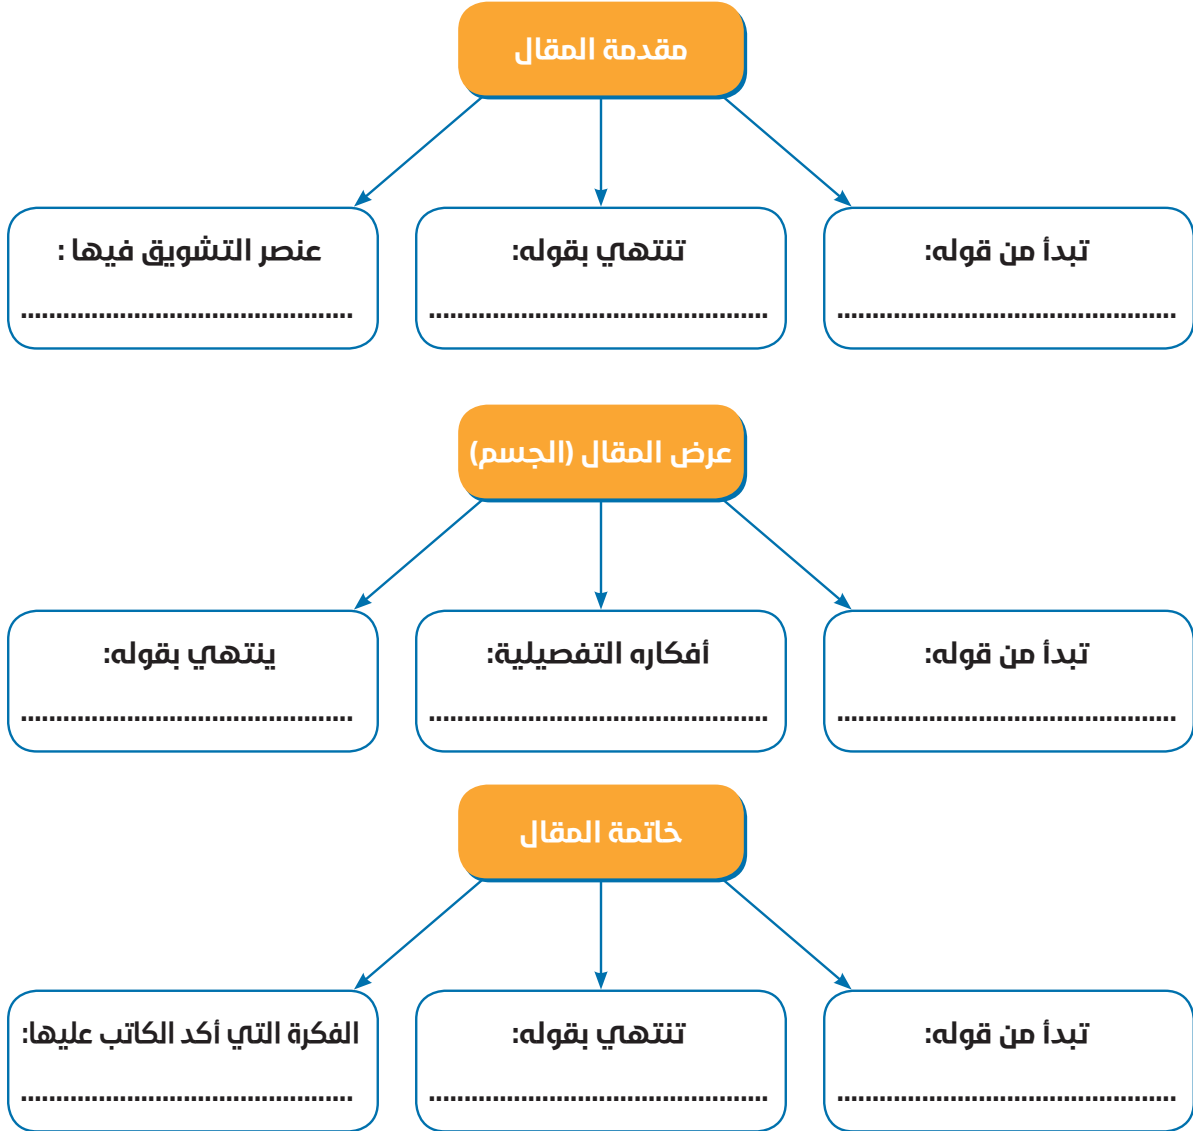 مقدمة المقال
تبدأ من قوله:
................................................
تنتهي بقوله:
................................................
عنصر التشويق فيها :
...............................................
عرض المقال (الجسم)
تبدأ من قوله:
................................................
أفكاره التفصيلية:
................................................
ينتهي بقوله:
...............................................
خاتمة المقال
تبدأ من قوله:
................................................
تنتهي بقوله:
................................................
الفكرة التي أكد الكاتب عليها:
...............................................